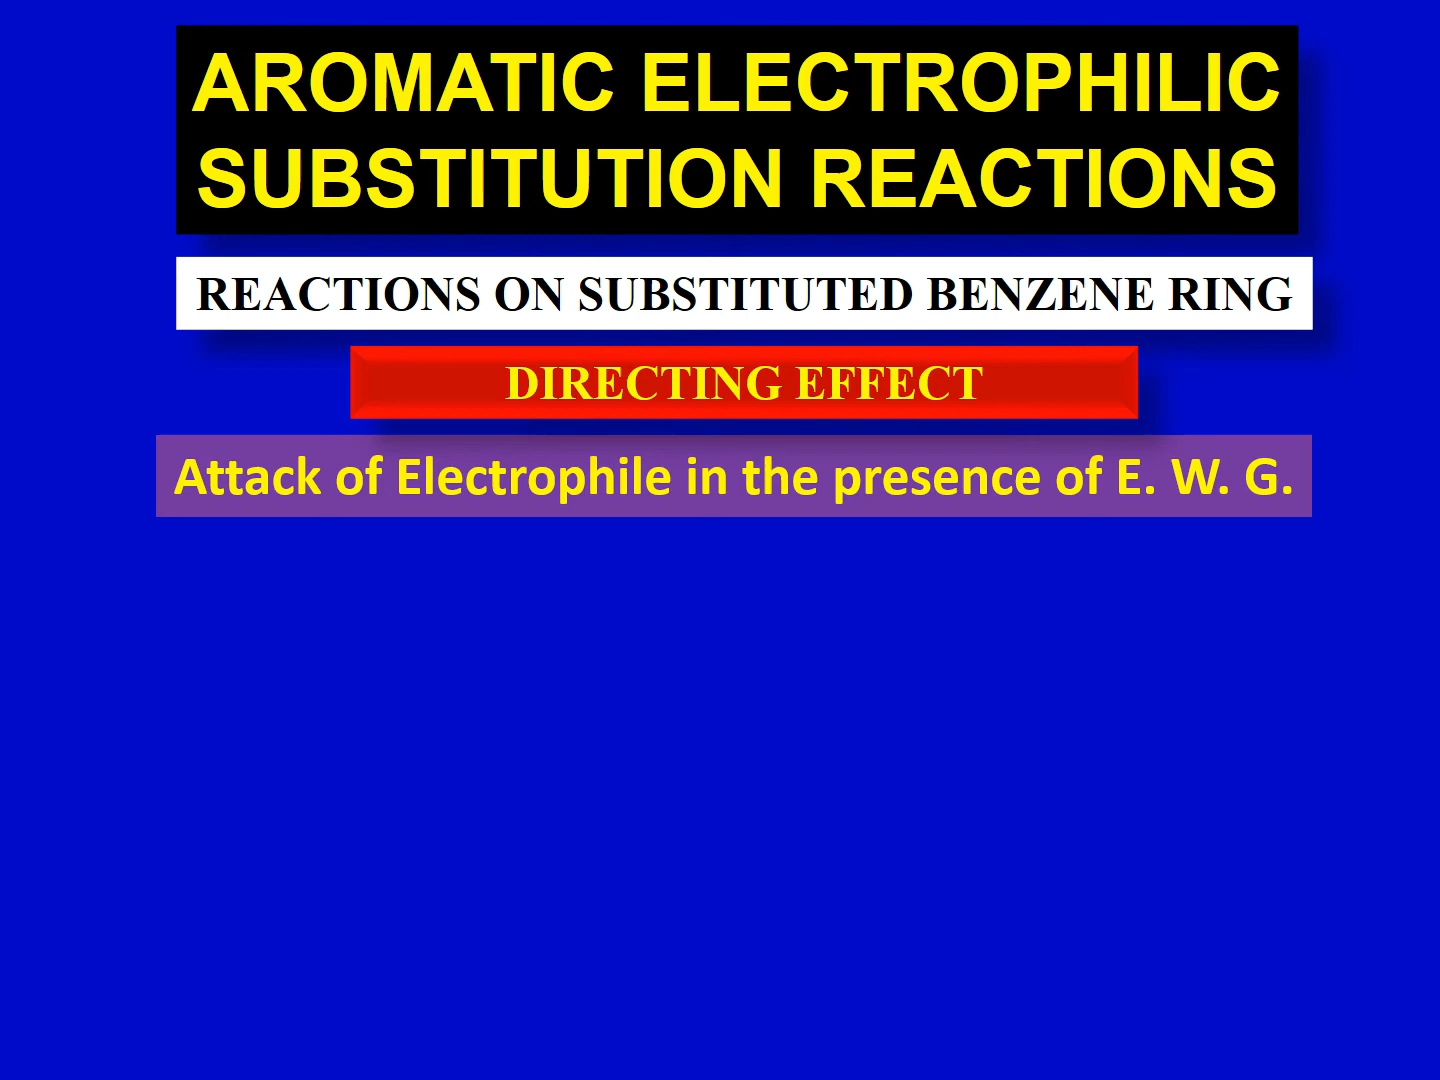 AROMATIC ELECTROPHILIC
SUBSTITUTION REACTIONS
REACTIONS ON SUBSTITUTED BENZENE RING
DIRECTING EFFECT
Attack of Electrophile in the presence of E. W. G.